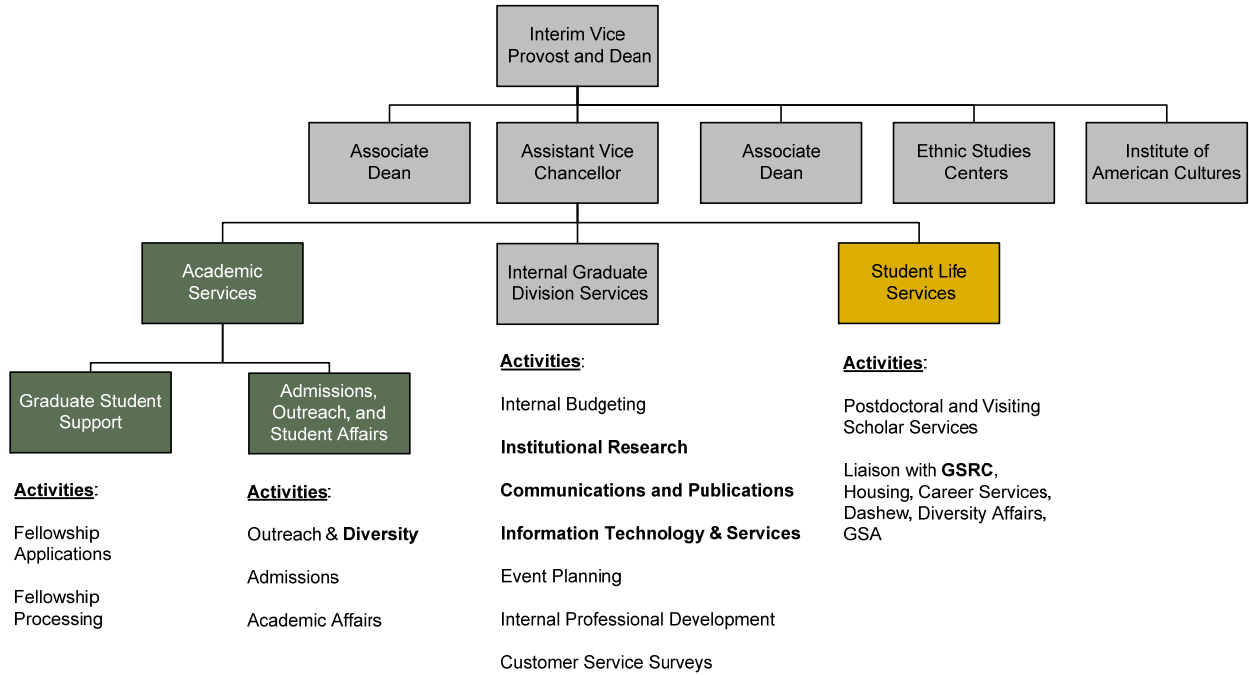 Interim Vice
Provost and Dean
Associate
Dean
Assistant Vice
Chancellor
Associate
Dean
Ethnic Studies
Centers
Institute of
American Cultures
Academic
Services
Internal Graduate
Division Services
Student Life
Services
Graduate Student
Support
Admissions,
Outreach, and
Student Affairs
Activities:
Fellowship
Applications
Fellowship
Processing
Activities:
Outreach & Diversity
Admissions
Academic Affairs
Activities:
Internal Budgeting
Institutional Research
Communications and Publications
Information Technology & Services
Event Planning
Internal Professional Development
Customer Service Surveys
Activities:
Postdoctoral and Visiting
Scholar Services
Liaison with GSRC,
Housing, Career Services,
Dashew, Diversity Affairs,
GSA